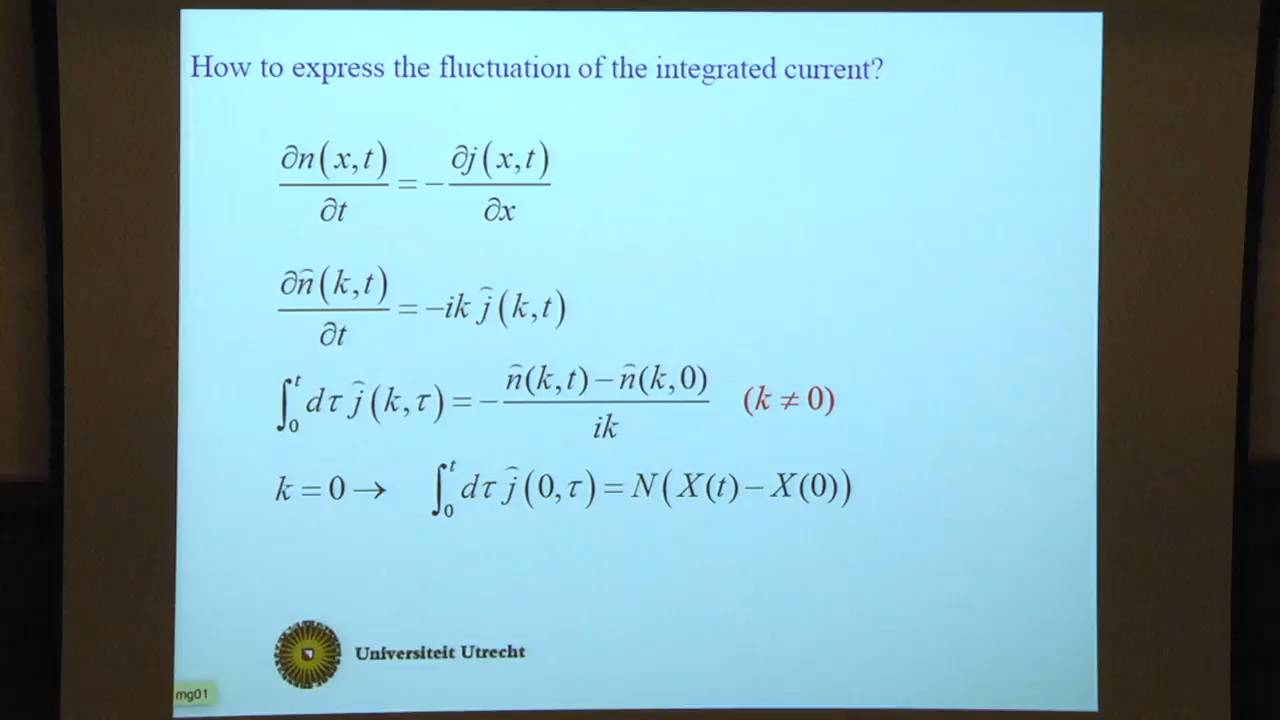 How to express the fluctuation of the integrated current?
∂n(x,t)/∂t = −∂j(x,t)/∂x
∂n̂(k,t)/∂t = −ik ĵ(k,t)
∫₀ᵗ dτ ĵ(k,τ) = −(n̂(k,t) − n̂(k,0))/ik (k ≠ 0)
k = 0 → ∫₀ᵗ dτ ĵ(0,τ) = N(X(t) − X(0))
Universiteit Utrecht
mg01